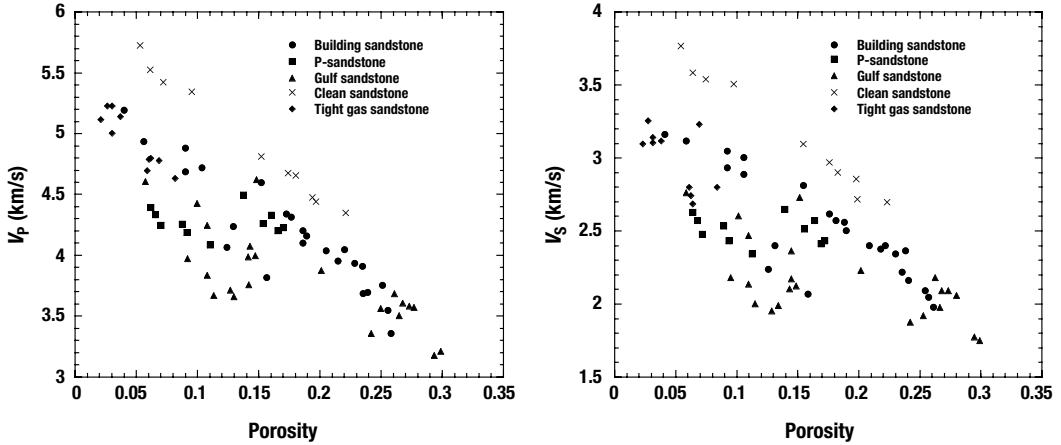 6
5.5
5
4.5
4
3.5
3
V_P (km/s)
Building sandstone
P-sandstone
Gulf sandstone
Clean sandstone
Tight gas sandstone
0 0.05 0.1 0.15 0.2 0.25 0.3 0.35
Porosity
4
3.5
3
2.5
2
1.5
V_S (km/s)
Building sandstone
P-sandstone
Gulf sandstone
Clean sandstone
Tight gas sandstone
0 0.05 0.1 0.15 0.2 0.25 0.3 0.35
Porosity